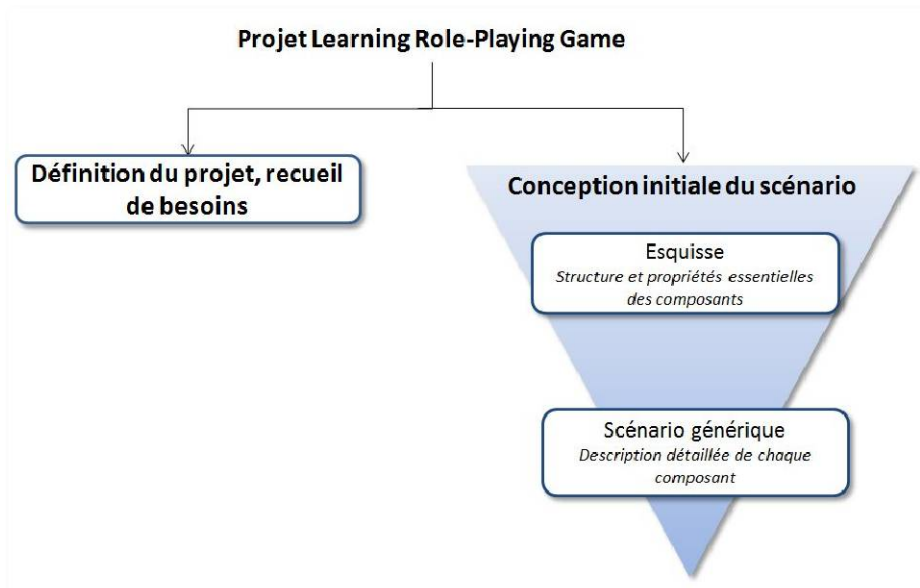 Projet Learning Role-Playing Game
Définition du projet, recueil
de besoins
Conception initiale du scénario
Esquisse
Structure et propriétés essentielles
des composants
Scénario générique
Description détaillée de chaque
composant